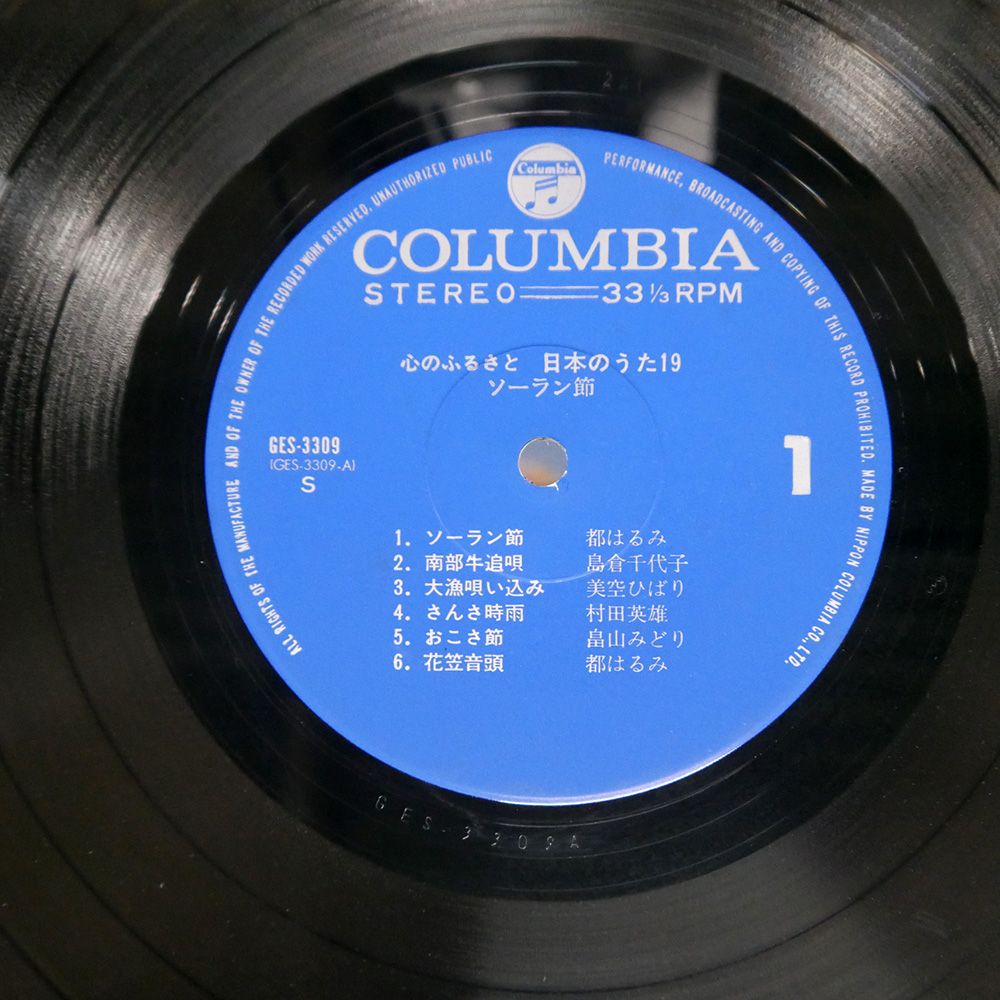 ALL RIGHTS OF THE MANUFACTURE AND OF THE OWNER OF THE RECORDED WORK RESERVED. UNAUTHORIZED PUBLIC PERFORMANCE, BROADCASTING AND COPYING OF THIS RECORD PROHIBITED. MADE BY NIPPON COLUMBIA CO., LTD.
Columbia
COLUMBIA
STEREO 33 1/3 RPM
心のふるさと 日本のうた19
ソーラン節
GES-3309
(GES-3309-A)
S
1
1. ソーラン節 都はるみ
2. 南部牛追唄 島倉千代子
3. 大漁唄い込み 美空ひばり
4. さんさ時雨 村田英雄
5. おこさ節 畠山みどり
6. 花笠音頭 都はるみ
GES-3309A